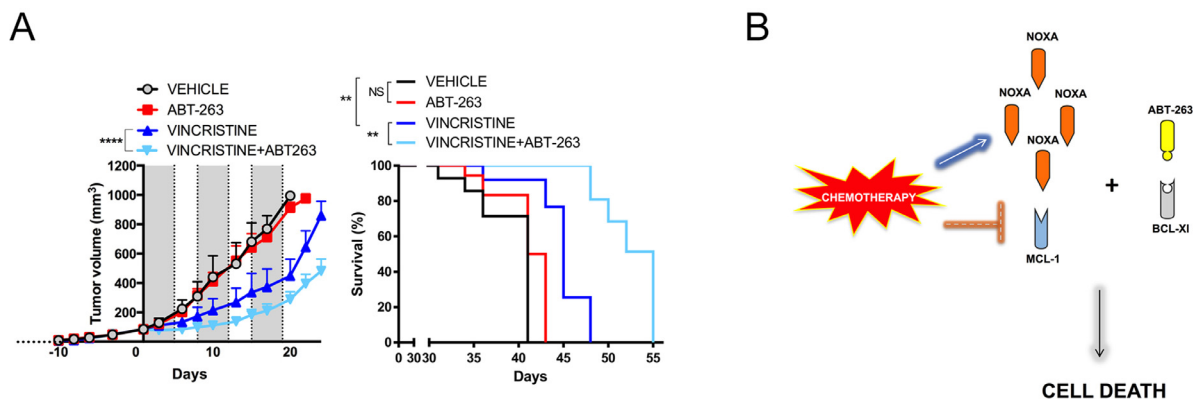 A
VEHICLE
ABT-263
VINCRISTINE
VINCRISTINE+ABT263
****
1200
1000
800
600
400
200
Tumor volume (mm3)
-10
0
10
20
Days
VEHICLE
ABT-263
VINCRISTINE
VINCRISTINE+ABT-263
**
NS
**
100
80
60
40
20
0
Survival (%)
0
30
30
35
40
45
50
55
Days
B
NOXA
NOXA
NOXA
NOXA
ABT-263
CHEMOTHERAPY
+
MCL-1
BCL-Xl
CELL DEATH